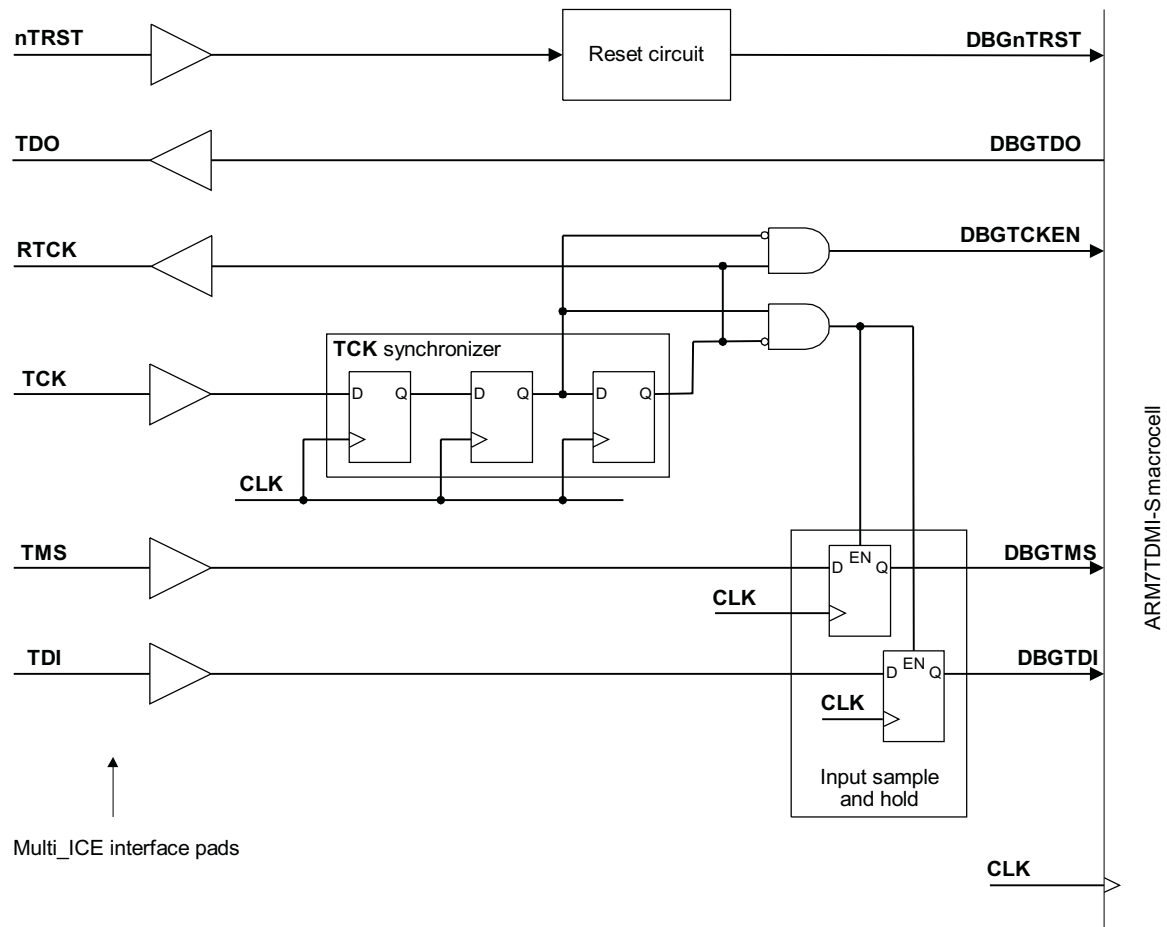 nTRST
Reset circuit
DBGnTRST
TDO
DBGTDO
RTCK
DBGTCKEN
TCK synchronizer
TCK
D Q
D Q
D Q
CLK
TMS
D EN Q
DBGTMS
CLK
TDI
D EN Q
DBGTDI
CLK
Input sample
and hold
Multi_ICE interface pads
CLK
ARM7TDMI-Smacrocell